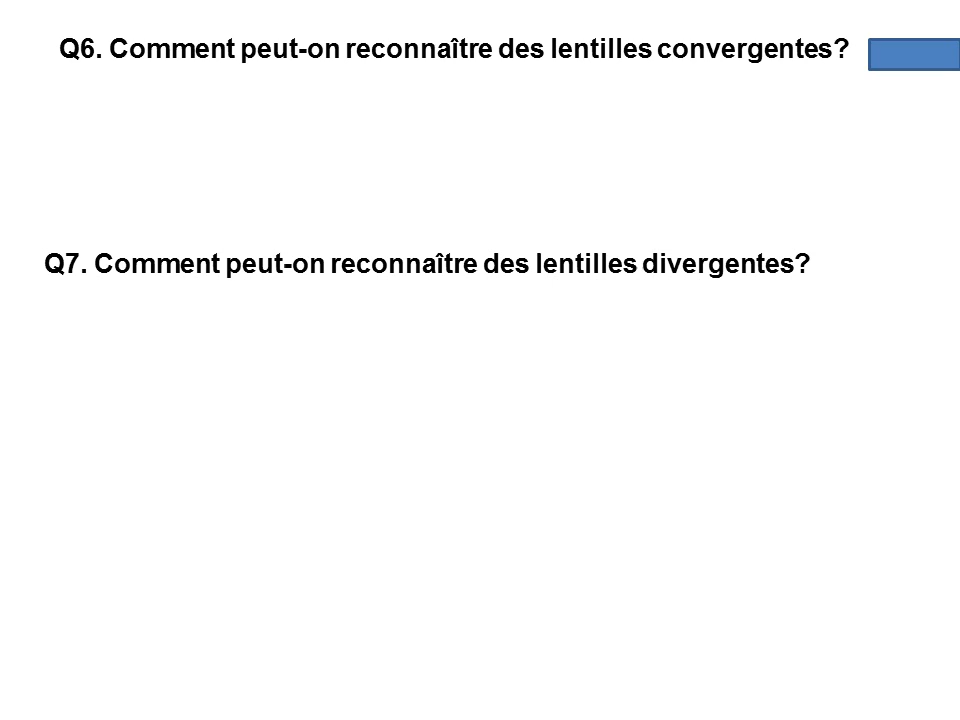 Q6. Comment peut-on reconnaître des lentilles convergentes?
Q7. Comment peut-on reconnaître des lentilles divergentes?